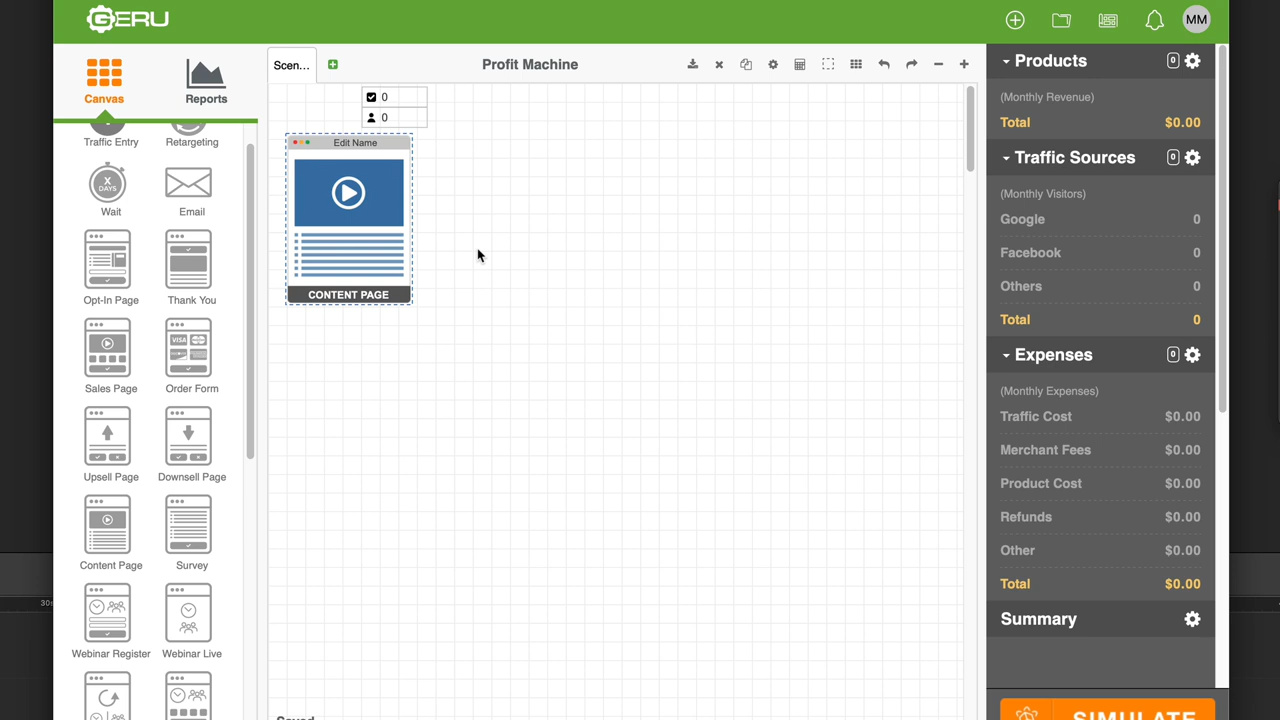 GERU
MM
Canvas
Reports
Scen...
Profit Machine
Traffic Entry
Retargeting
X
DAYS
Wait
Email
Opt-In Page
Thank You
VISA
Sales Page
Order Form
Upsell Page
Downsell Page
Content Page
Survey
Webinar Register
Webinar Live
0
0
Edit Name
CONTENT PAGE
Products
0
(Monthly Revenue)
Total $0.00
Traffic Sources
0
(Monthly Visitors)
Google 0
Facebook 0
Others 0
Total 0
Expenses
0
(Monthly Expenses)
Traffic Cost $0.00
Merchant Fees $0.00
Product Cost $0.00
Refunds $0.00
Other $0.00
Total $0.00
Summary
SIMULATE
Saved